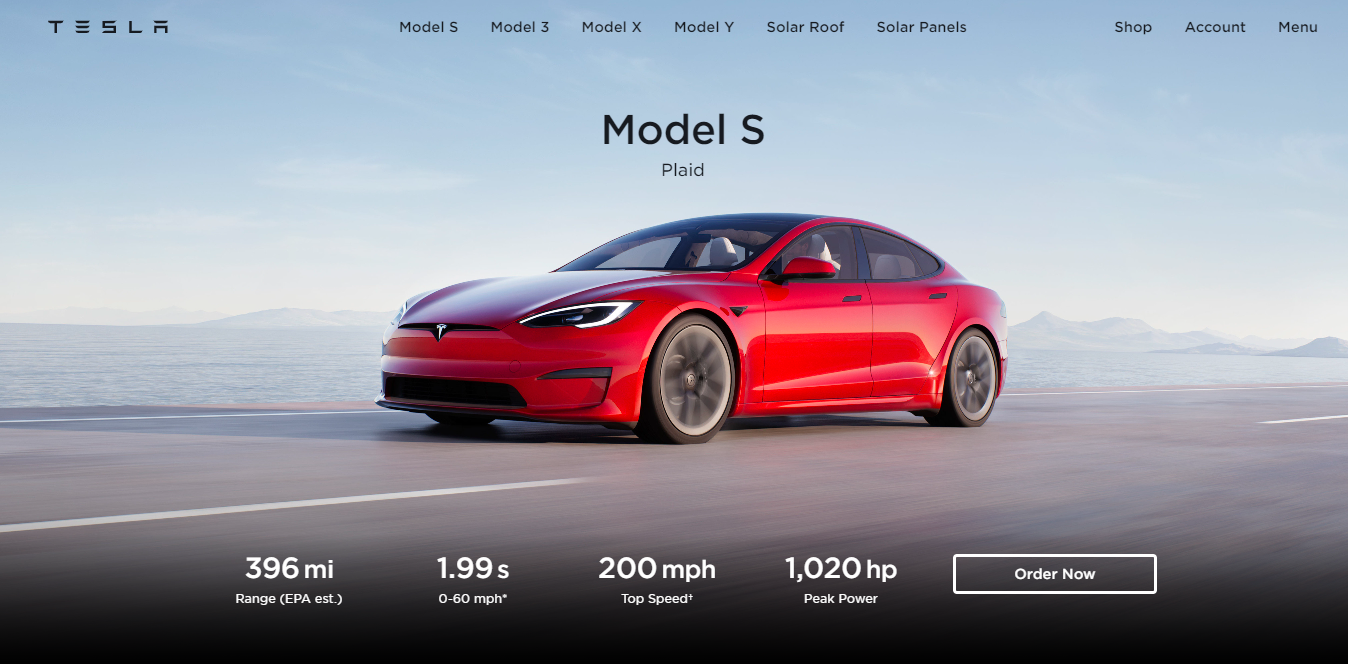 TESLA Model S Model 3 Model X Model Y Solar Roof Solar Panels Shop Account Menu
Model S
Plaid
396 mi 1.99 s 200 mph 1,020 hp Order Now
Range (EPA est.) 0-60 mph* Top Speed† Peak Power